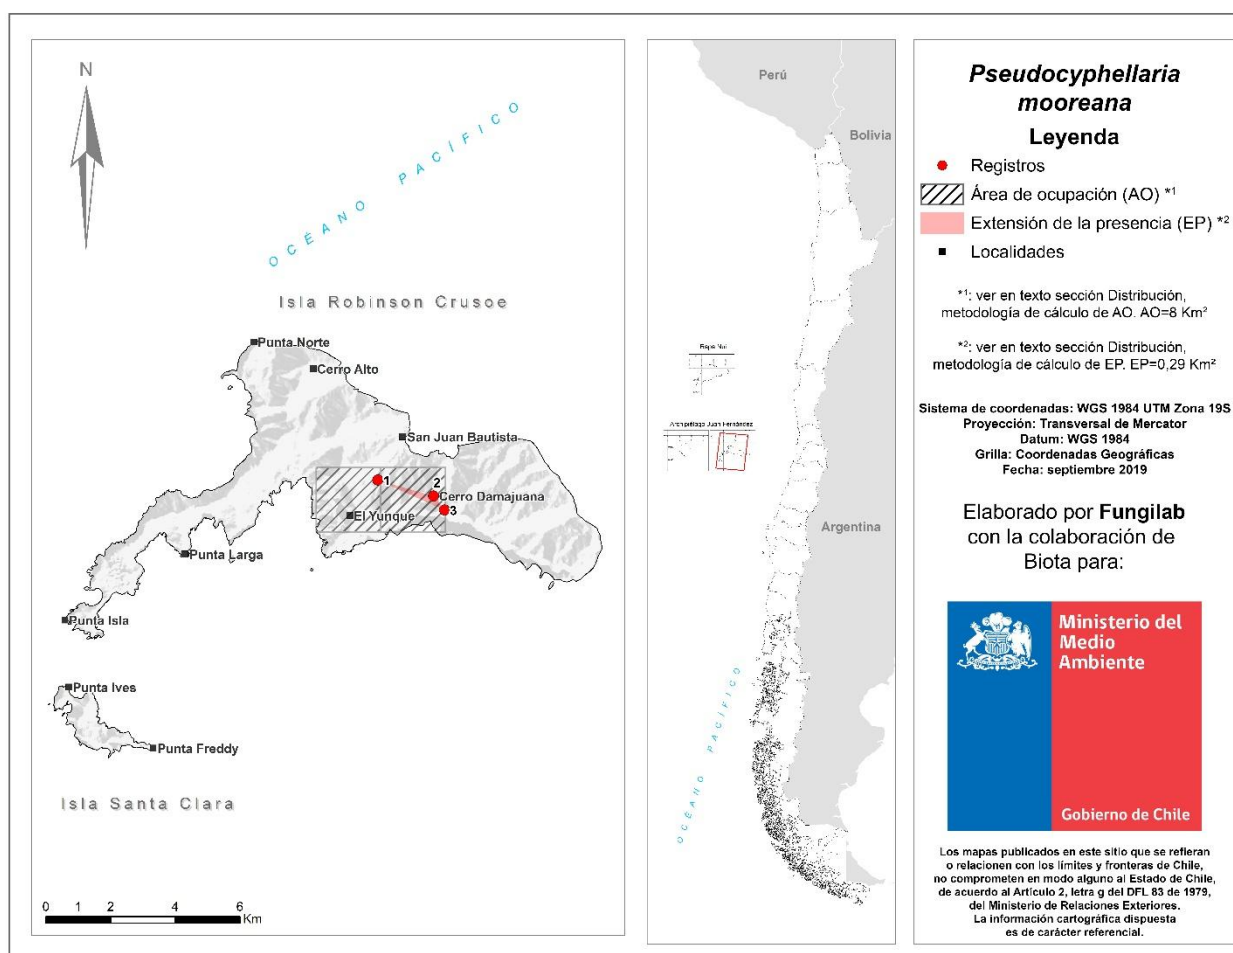 N
OCÉANO PACÍFICO
Isla Robinson Crusoe
Punta Norte
Cerro Alto
San Juan Bautista
1
2
Cerro Damajuana
El Yunque
3
Punta Larga
Punta Isla
Punta Ives
Punta Freddy
Isla Santa Clara
0 1 2 4 6
Km
Perú
Bolivia
Rapa Nui
Archipiélago Juan Fernández
Argentina
OCÉANO PACÍFICO
Pseudocyphellaria
mooreana
Leyenda
Registros
Área de ocupación (AO) *1
Extensión de la presencia (EP) *2
Localidades
*1: ver en texto sección Distribución,
metodología de cálculo de AO. AO=8 Km²
*2: ver en texto sección Distribución,
metodología de cálculo de EP. EP=0,29 Km²
Sistema de coordenadas: WGS 1984 UTM Zona 19S
Proyección: Transversal de Mercator
Datum: WGS 1984
Grilla: Coordenadas Geográficas
Fecha: septiembre 2019
Elaborado por Fungilab
con la colaboración de
Biota para:
Ministerio del
Medio
Ambiente
Gobierno de Chile
Los mapas publicados en este sitio que se refieran
o relacionen con los límites y fronteras de Chile,
no comprometen en modo alguno al Estado de Chile,
de acuerdo al Artículo 2, letra g del DFL 83 de 1979,
del Ministerio de Relaciones Exteriores.
La información cartográfica dispuesta
es de carácter referencial.